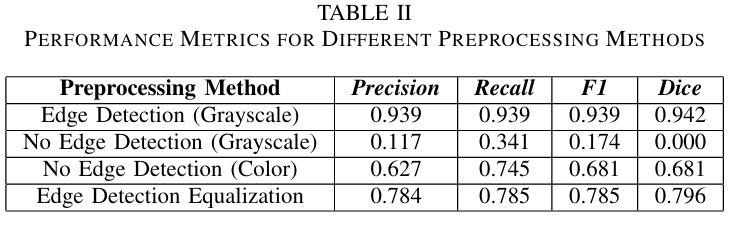 TABLE II
PERFORMANCE METRICS FOR DIFFERENT PREPROCESSING METHODS
Preprocessing Method Precision Recall F1 Dice
Edge Detection (Grayscale) 0.939 0.939 0.939 0.942
No Edge Detection (Grayscale) 0.117 0.341 0.174 0.000
No Edge Detection (Color) 0.627 0.745 0.681 0.681
Edge Detection Equalization 0.784 0.785 0.785 0.796